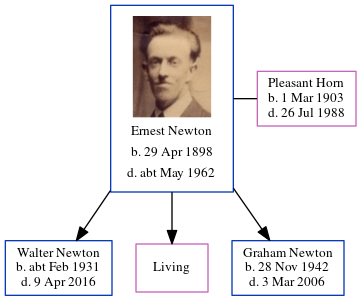 Ernest Newton
b. 29 Apr 1898
d. abt May 1962
Pleasant Horn
b. 1 Mar 1903
d. 26 Jul 1988
Walter Newton
b. abt Feb 1931
d. 9 Apr 2016
Living
Graham Newton
b. 28 Nov 1942
d. 3 Mar 2006